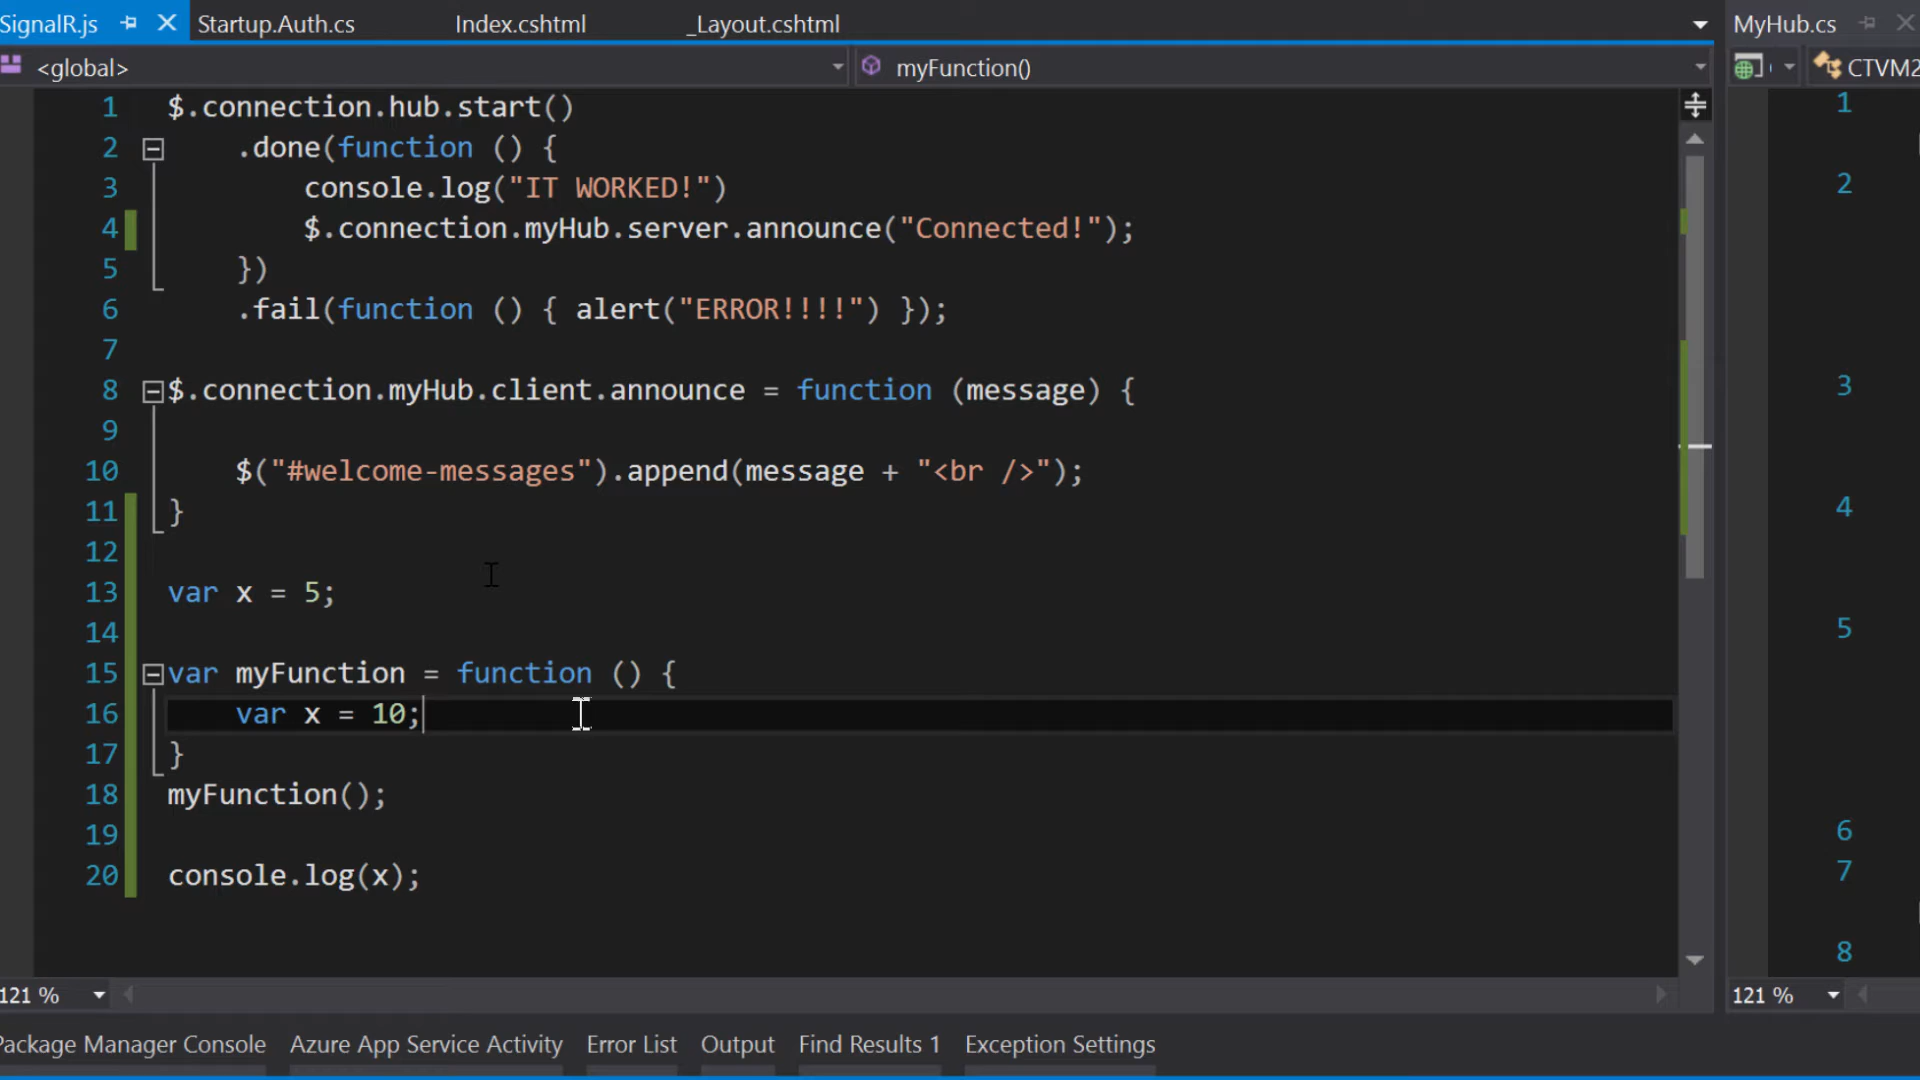 SignalR.js Startup.Auth.cs Index.cshtml _Layout.cshtml MyHub.cs
<global> myFunction() CTVM2
1 $.connection.hub.start()
2 .done(function () {
3 console.log("IT WORKED!")
4 $.connection.myHub.server.announce("Connected!");
5 })
6 .fail(function () { alert("ERROR!!!!") });
7
8 $.connection.myHub.client.announce = function (message) {
9
10 $("#welcome-messages").append(message + "<br />");
11 }
12
13 var x = 5;
14
15 var myFunction = function () {
16 var x = 10;
17 }
18 myFunction();
19
20 console.log(x);
1
2
3
4
5
6
7
8
121 % 121 %
Package Manager Console Azure App Service Activity Error List Output Find Results 1 Exception Settings